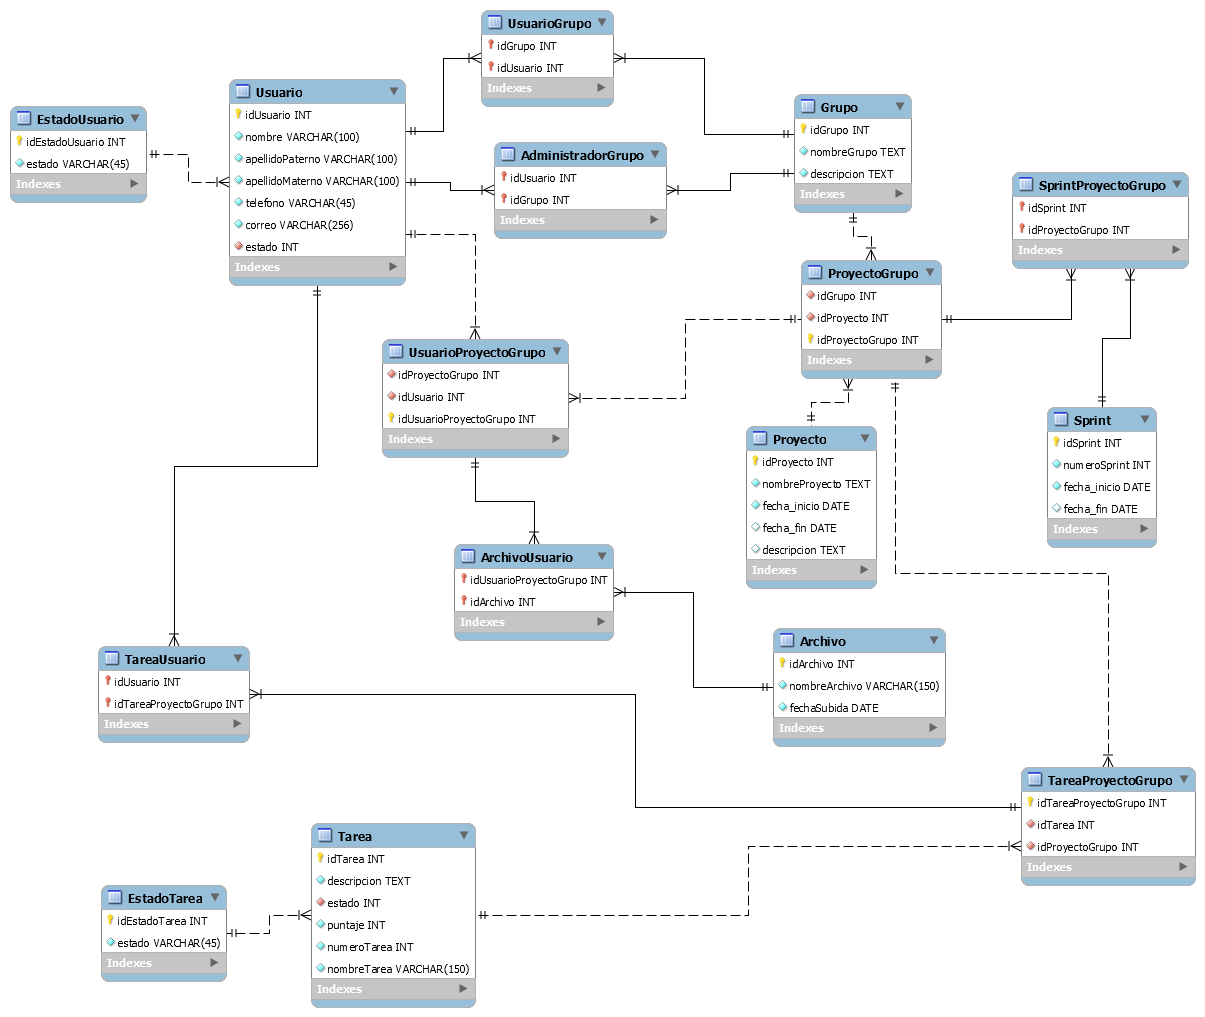 UsuarioGrupo
idGrupo INT
idUsuario INT
Indexes
EstadoUsuario
idEstadoUsuario INT
estado VARCHAR(45)
Indexes
Usuario
idUsuario INT
nombre VARCHAR(100)
apellidoPaterno VARCHAR(100)
apellidoMaterno VARCHAR(100)
telefono VARCHAR(45)
correo VARCHAR(256)
estado INT
Indexes
AdministradorGrupo
idUsuario INT
idGrupo INT
Indexes
Grupo
idGrupo INT
nombreGrupo TEXT
descripcion TEXT
Indexes
SprintProyectoGrupo
idSprint INT
idProyectoGrupo INT
Indexes
ProyectoGrupo
idGrupo INT
idProyecto INT
idProyectoGrupo INT
Indexes
UsuarioProyectoGrupo
idProyectoGrupo INT
idUsuario INT
idUsuarioProyectoGrupo INT
Indexes
Proyecto
idProyecto INT
nombreProyecto TEXT
fecha_inicio DATE
fecha_fin DATE
descripcion TEXT
Indexes
Sprint
idSprint INT
numeroSprint INT
fecha_inicio DATE
fecha_fin DATE
Indexes
ArchivoUsuario
idUsuarioProyectoGrupo INT
idArchivo INT
Indexes
Archivo
idArchivo INT
nombreArchivo VARCHAR(150)
fechaSubida DATE
Indexes
TareaUsuario
idUsuario INT
idTareaProyectoGrupo INT
Indexes
TareaProyectoGrupo
idTareaProyectoGrupo INT
idTarea INT
idProyectoGrupo INT
Indexes
Tarea
idTarea INT
descripcion TEXT
estado INT
puntaje INT
numeroTarea INT
nombreTarea VARCHAR(150)
Indexes
EstadoTarea
idEstadoTarea INT
estado VARCHAR(45)
Indexes